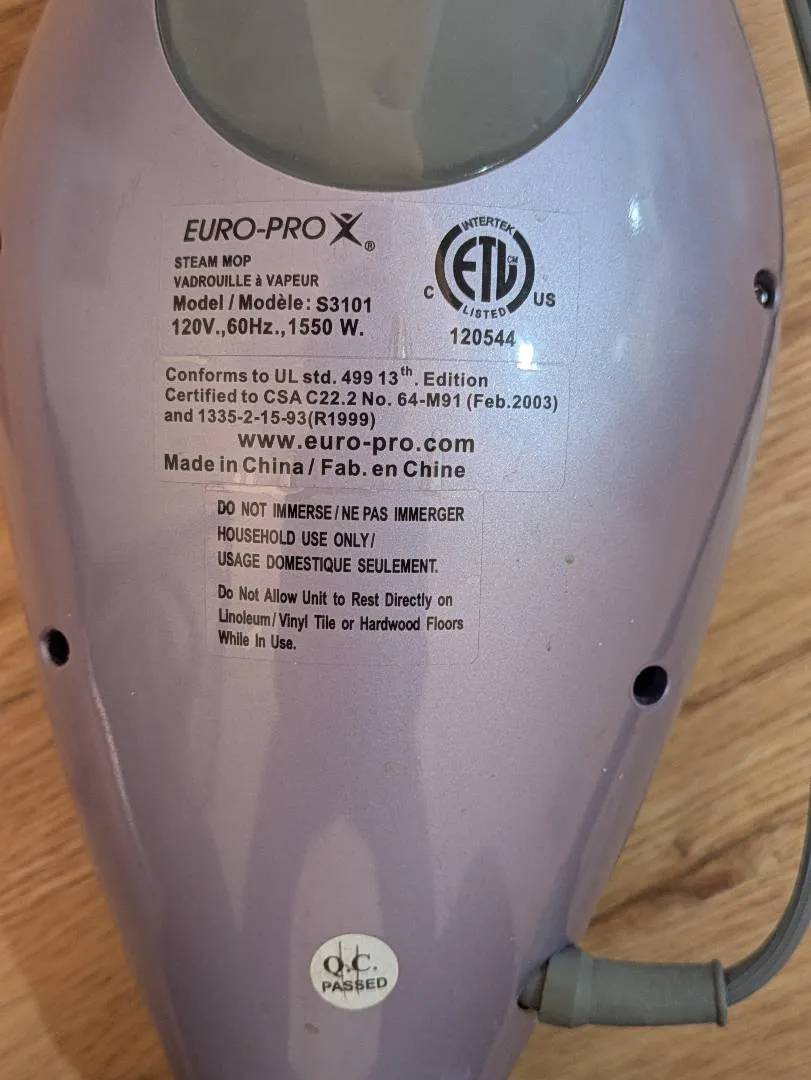 EURO-PRO X ®
STEAM MOP
VADROUILLE à VAPEUR
Model / Modèle: S3101
120V.,60Hz.,1550 W.
INTERTEK
ETL CM
LISTED
C US
120544
Conforms to UL std. 499 13th. Edition
Certified to CSA C22.2 No. 64-M91 (Feb.2003)
and 1335-2-15-93(R1999)
www.euro-pro.com
Made in China / Fab. en Chine
DO NOT IMMERSE / NE PAS IMMERGER
HOUSEHOLD USE ONLY /
USAGE DOMESTIQUE SEULEMENT.
Do Not Allow Unit to Rest Directly on
Linoleum / Vinyl Tile or Hardwood Floors
While In Use.
Q.C.
PASSED